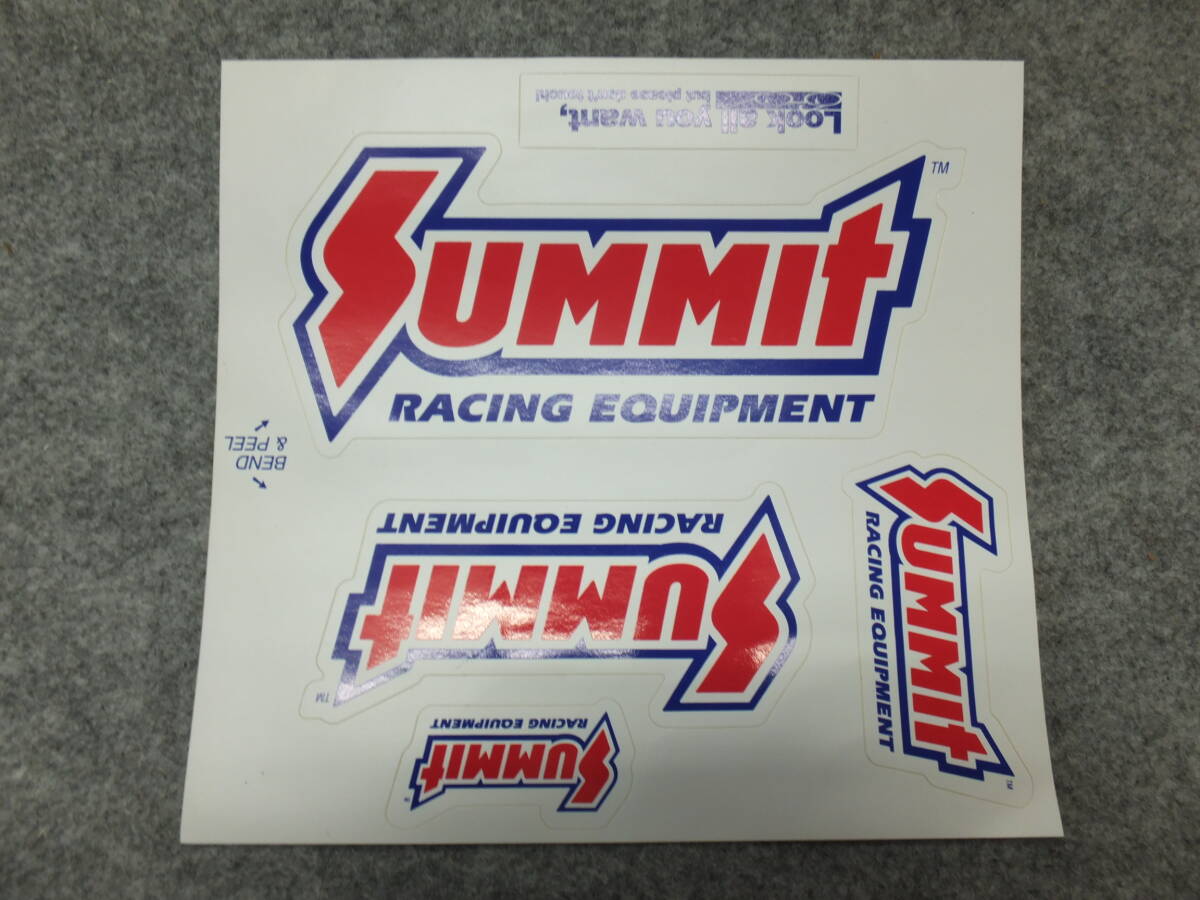 Look all you want,
but please don't touch!
SUMMIT
TM
RACING EQUIPMENT
BEND
& PEEL
RACING EQUIPMENT
SUMMIT
TM
SUMMIT
RACING EQUIPMENT
TM
RACING EQUIPMENT
SUMMIT
TM